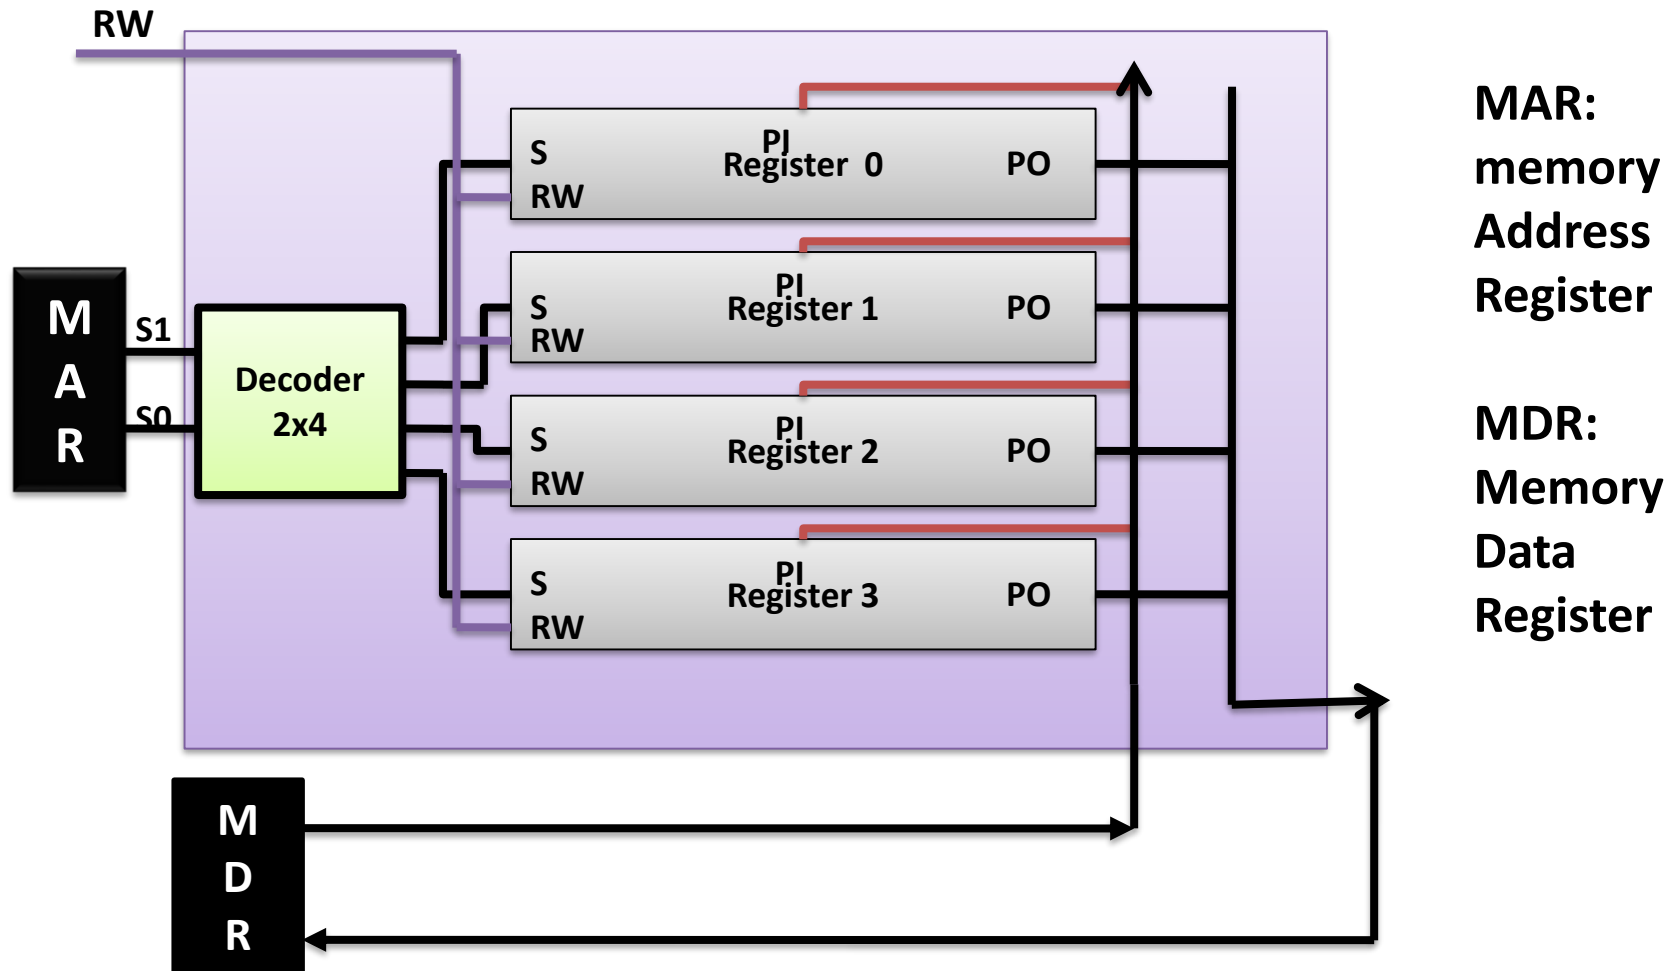 RW
PI
S
Register 0
PO
RW
PI
S
Register 1
PO
RW
PI
S
Register 2
PO
RW
PI
S
Register 3
PO
RW
M
A
R
S1
S0
Decoder
2x4
M
D
R
MAR:
memory
Address
Register
MDR:
Memory
Data
Register